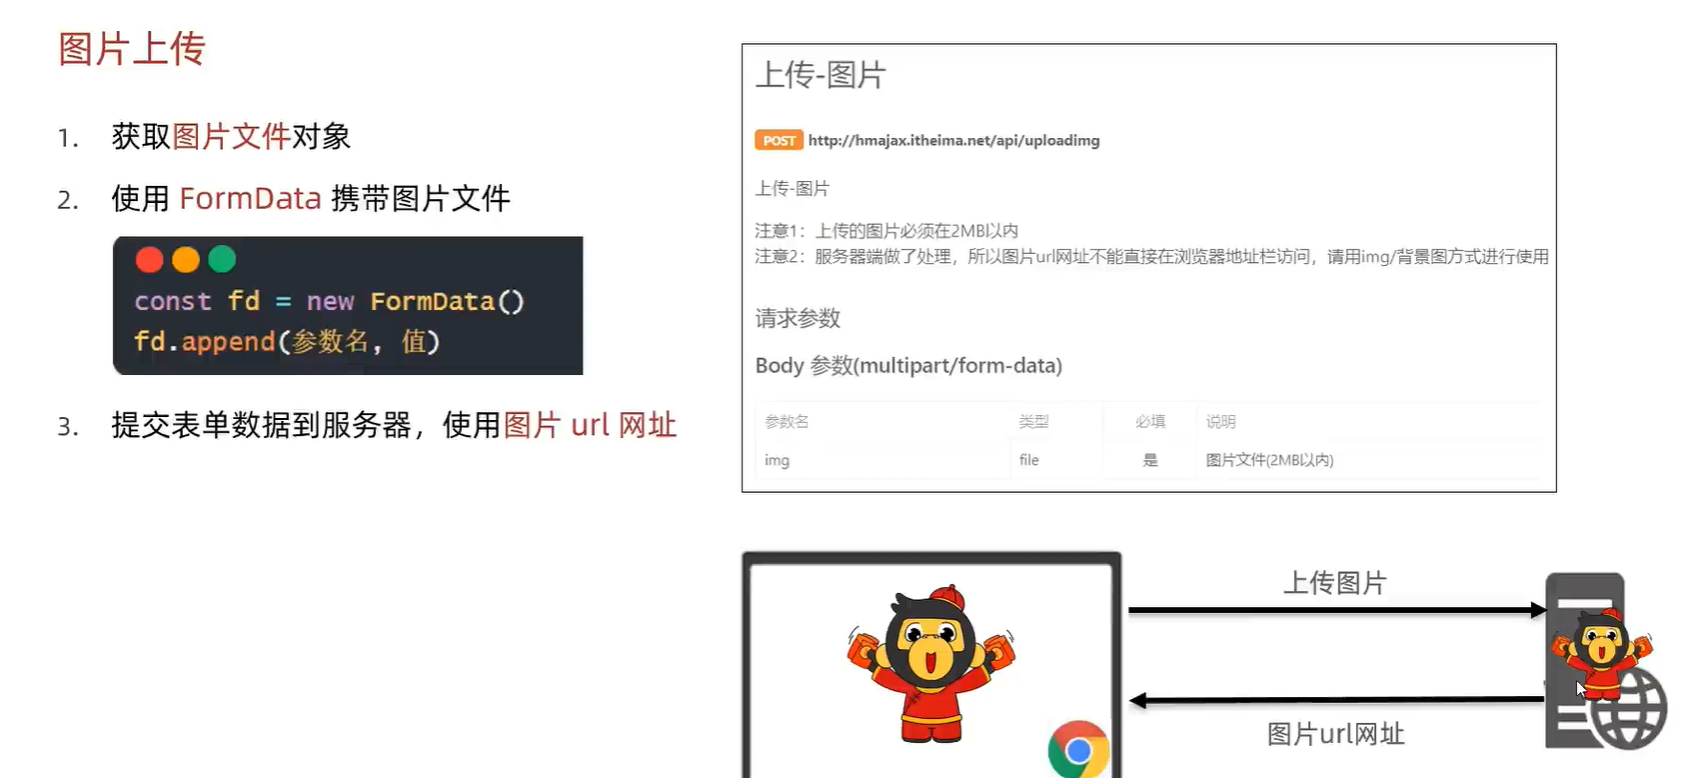 图片上传
1. 获取图片文件对象
2. 使用 FormData 携带图片文件
const fd = new FormData()
fd.append(参数名, 值)
3. 提交表单数据到服务器，使用图片 url 网址
上传-图片
POST http://hmajax.itheima.net/api/uploadimg
上传-图片
注意1：上传的图片必须在2MB以内
注意2：服务器端做了处理，所以图片url网址不能直接在浏览器地址栏访问，请用img/背景图方式进行使用
请求参数
Body 参数(multipart/form-data)
参数名 类型 必填 说明
img file 是 图片文件(2MB以内)
上传图片
图片url网址